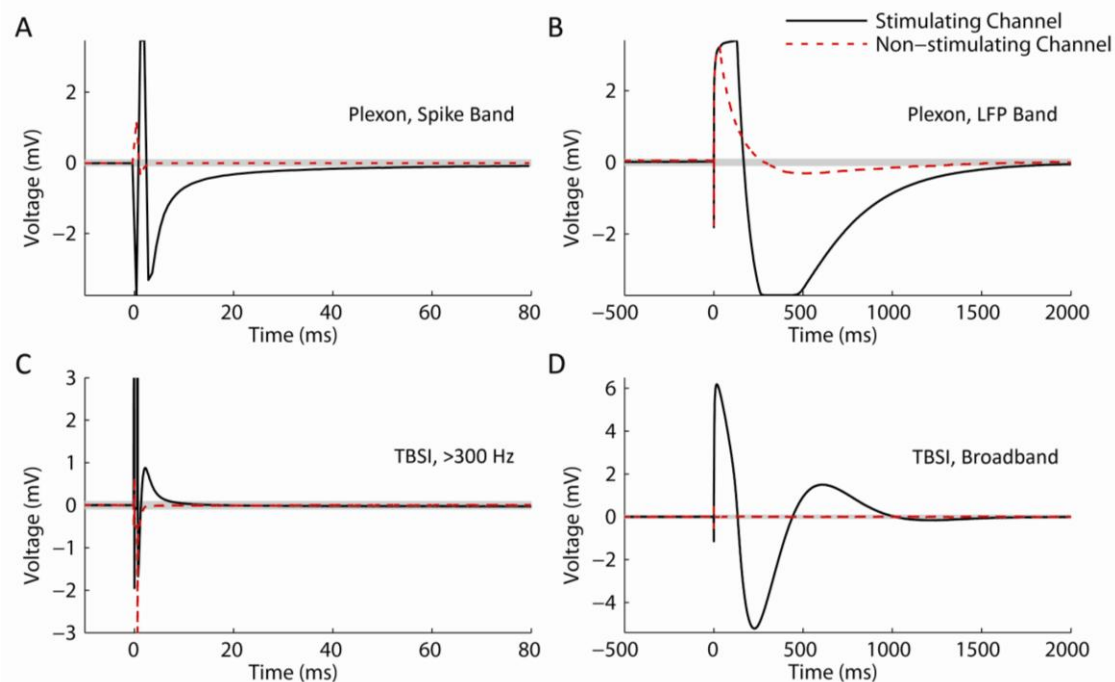 A
B
Stimulating Channel
Non−stimulating Channel
Plexon, Spike Band
Plexon, LFP Band
Voltage (mV)
2
0
−2
0
20
40
60
80
Time (ms)
Voltage (mV)
2
0
−2
−500
0
500
1000
1500
2000
Time (ms)
C
D
TBSI, >300 Hz
TBSI, Broadband
Voltage (mV)
3
2
1
0
−1
−2
−3
0
20
40
60
80
Time (ms)
Voltage (mV)
6
4
2
0
−2
−4
−500
0
500
1000
1500
2000
Time (ms)